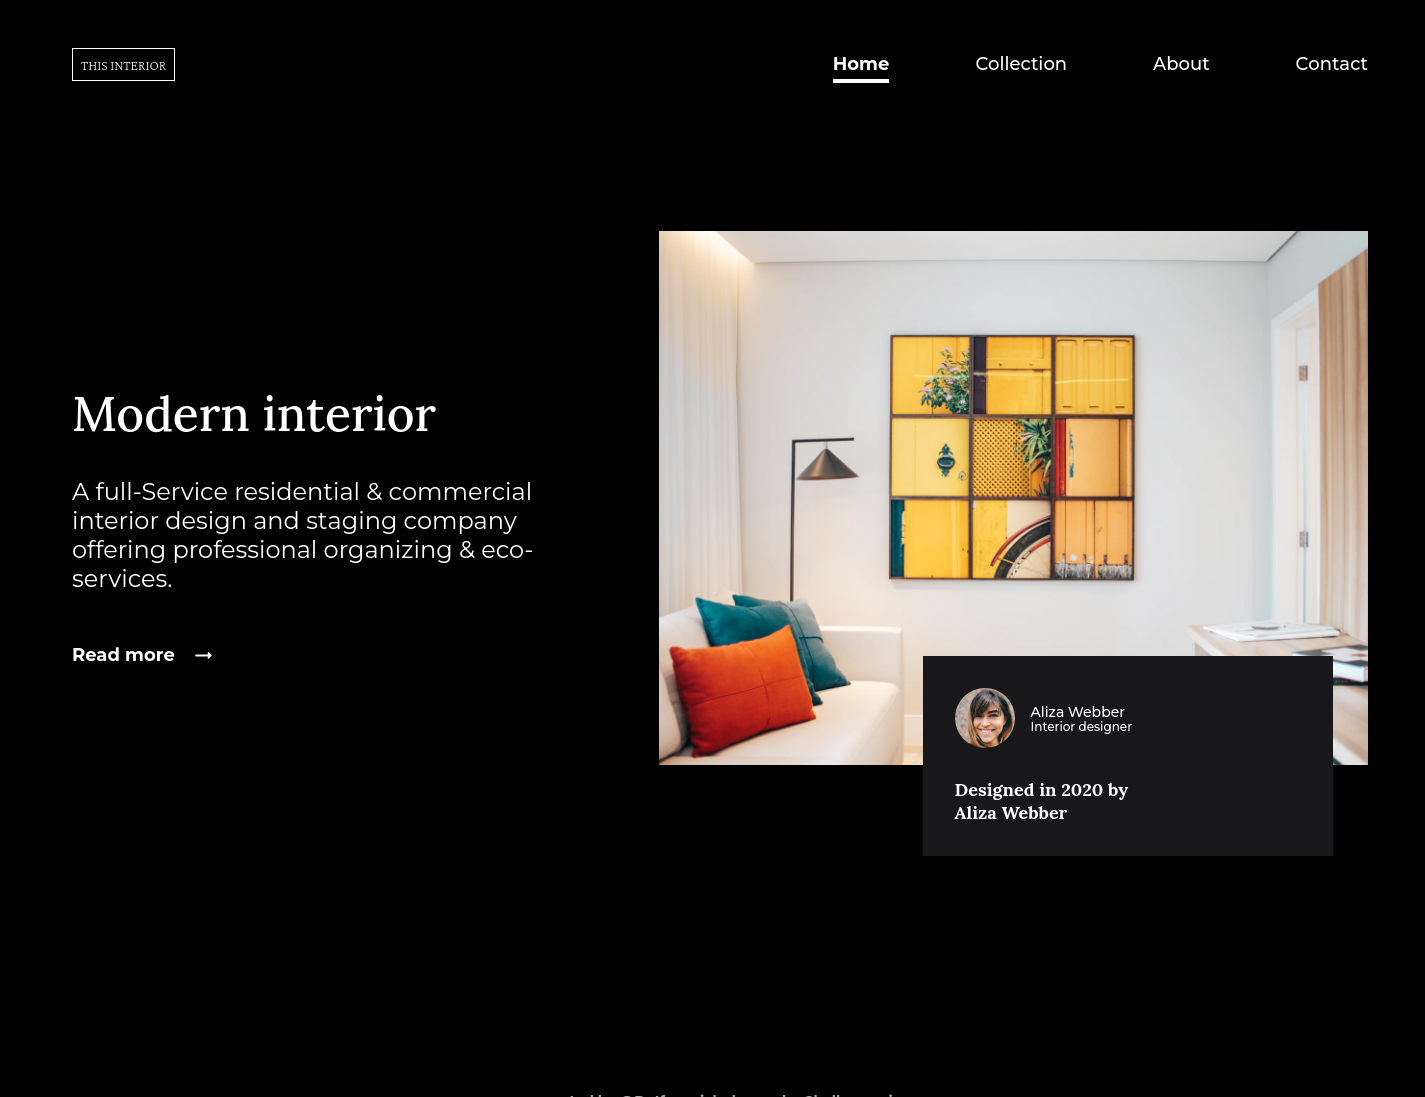 THIS INTERIOR
Home
Collection
About
Contact
Modern interior
A full-Service residential & commercial
interior design and staging company
offering professional organizing & eco-
services.
Read more →
Aliza Webber
Interior designer
Designed in 2020 by
Aliza Webber